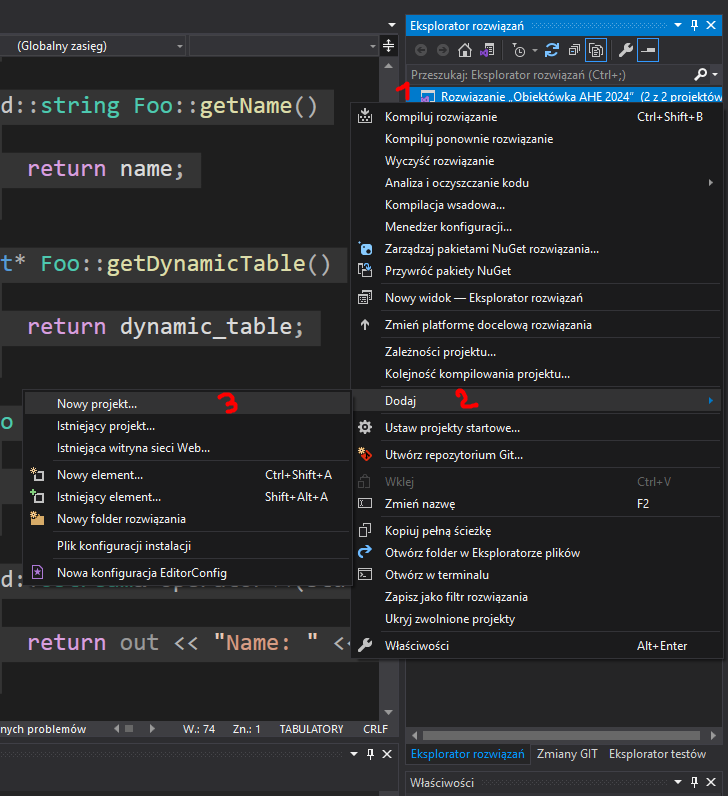 Eksplorator rozwiązań
(Globalny zasięg)
Przeszukaj: Eksplorator rozwiązań (Ctrl+;)
1
Rozwiązanie „Obiektówka AHE 2024” (2 z 2 projektów
d::string Foo::getName()
return name;
t* Foo::getDynamicTable()
return dynamic_table;
o
Kompiluj rozwiązanie Ctrl+Shift+B
Kompiluj ponownie rozwiązanie
Wyczyść rozwiązanie
Analiza i oczyszczanie kodu
Kompilacja wsadowa...
Menedżer konfiguracji...
Zarządzaj pakietami NuGet rozwiązania...
Przywróć pakiety NuGet
Nowy widok — Eksplorator rozwiązań
Zmień platformę docelową rozwiązania
Zależności projektu...
Kolejność kompilowania projektu...
Dodaj 2
Ustaw projekty startowe...
Utwórz repozytorium Git...
Wklej Ctrl+V
Zmień nazwę F2
Kopiuj pełną ścieżkę
Otwórz folder w Eksploratorze plików
Otwórz w terminalu
Zapisz jako filtr rozwiązania
Ukryj zwolnione projekty
Właściwości Alt+Enter
Nowy projekt... 3
Istniejący projekt...
Istniejąca witryna sieci Web...
Nowy element... Ctrl+Shift+A
Istniejący element... Shift+Alt+A
Nowy folder rozwiązania
Plik konfiguracji instalacji
Nowa konfiguracja EditorConfig
return out << "Name: " <<
nych problemów W.: 74 Zn.: 1 TABULATORY CRLF
Eksplorator rozwiązań Zmiany GIT Eksplorator testów
Właściwości